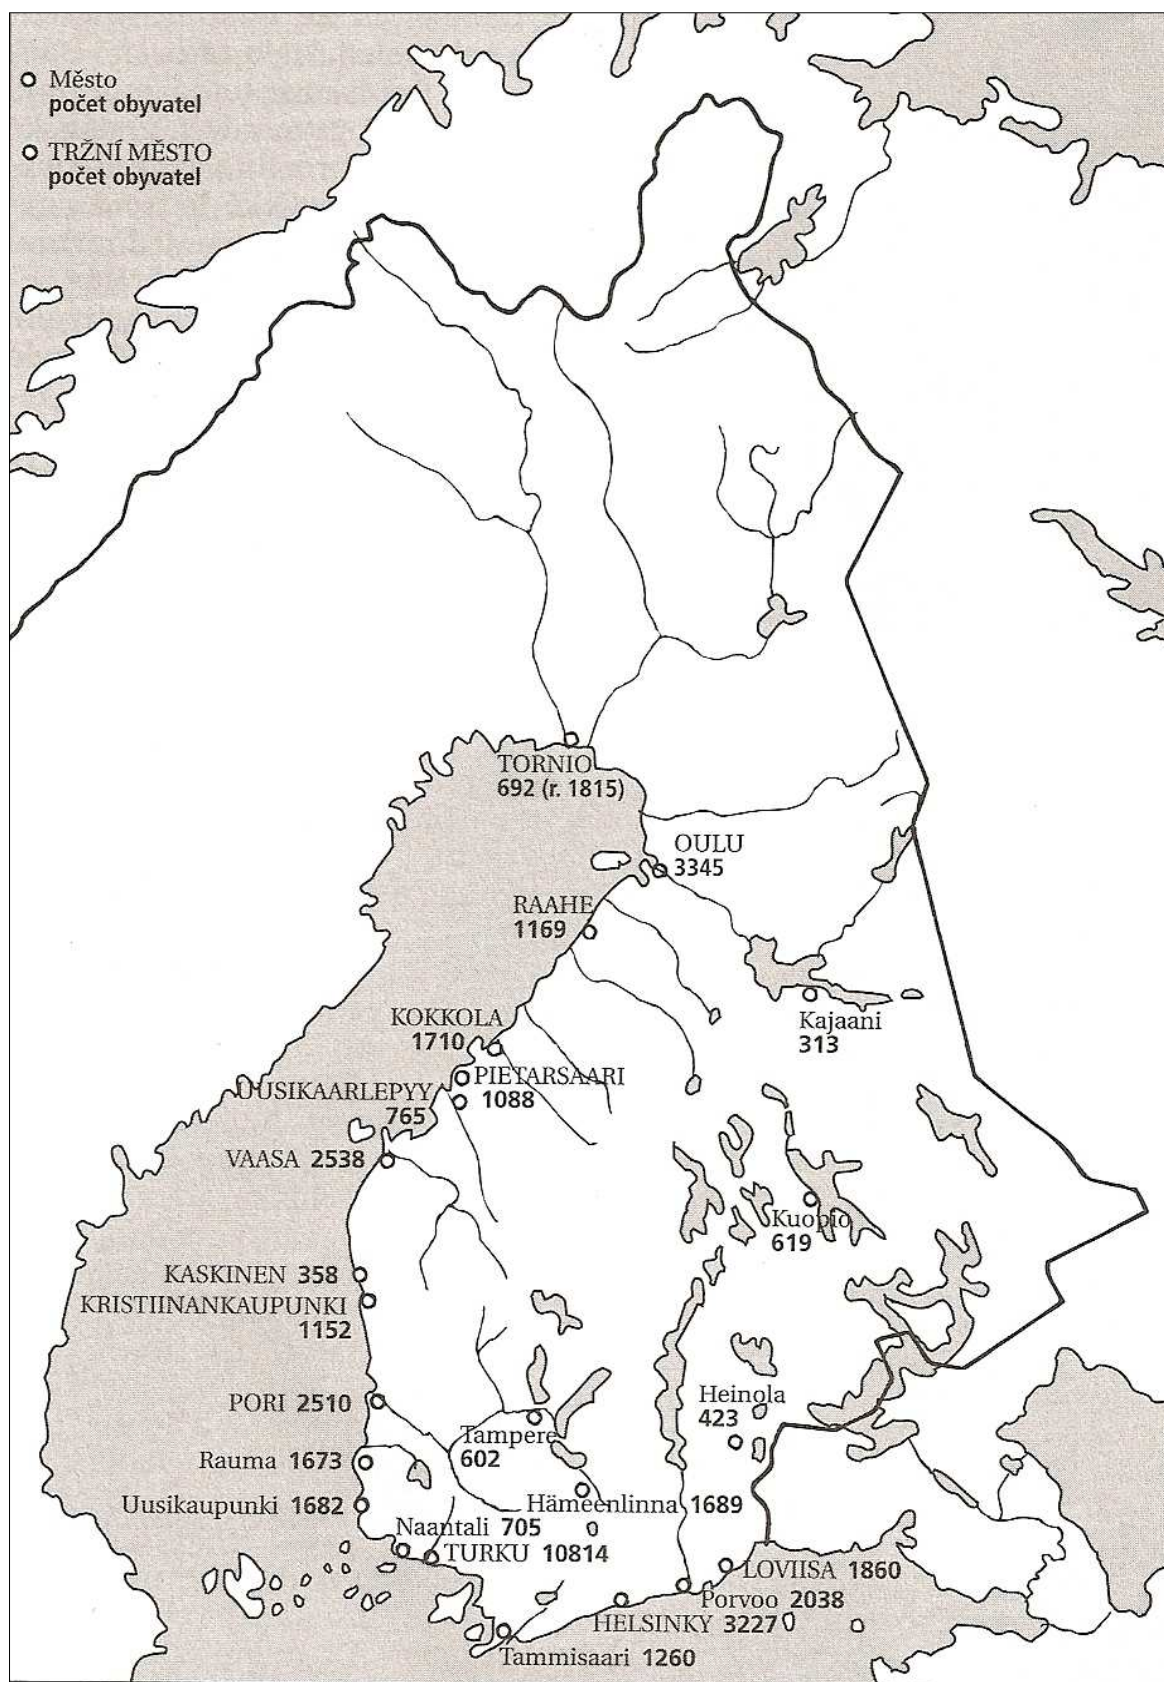 Město
počet obyvatel
TRŽNÍ MĚSTO
počet obyvatel
TORNIO
692 (r. 1815)
OULU
3345
RAAHE
1169
KOKKOLA
1710
Kajaani
313
PIETARSAARI
1088
UUSIKAARLEPYY
765
VAASA 2538
Kuopio
619
KASKINEN 358
KRISTIINANKAUPUNKI
1152
PORI 2510
Heinola
423
Tampere
602
Rauma 1673
Uusikaupunki 1682
Hämeenlinna 1689
Naantali 705
TURKU 10814
LOVIISA 1860
Porvoo 2038
HELSINKY 3227
Tammisaari 1260